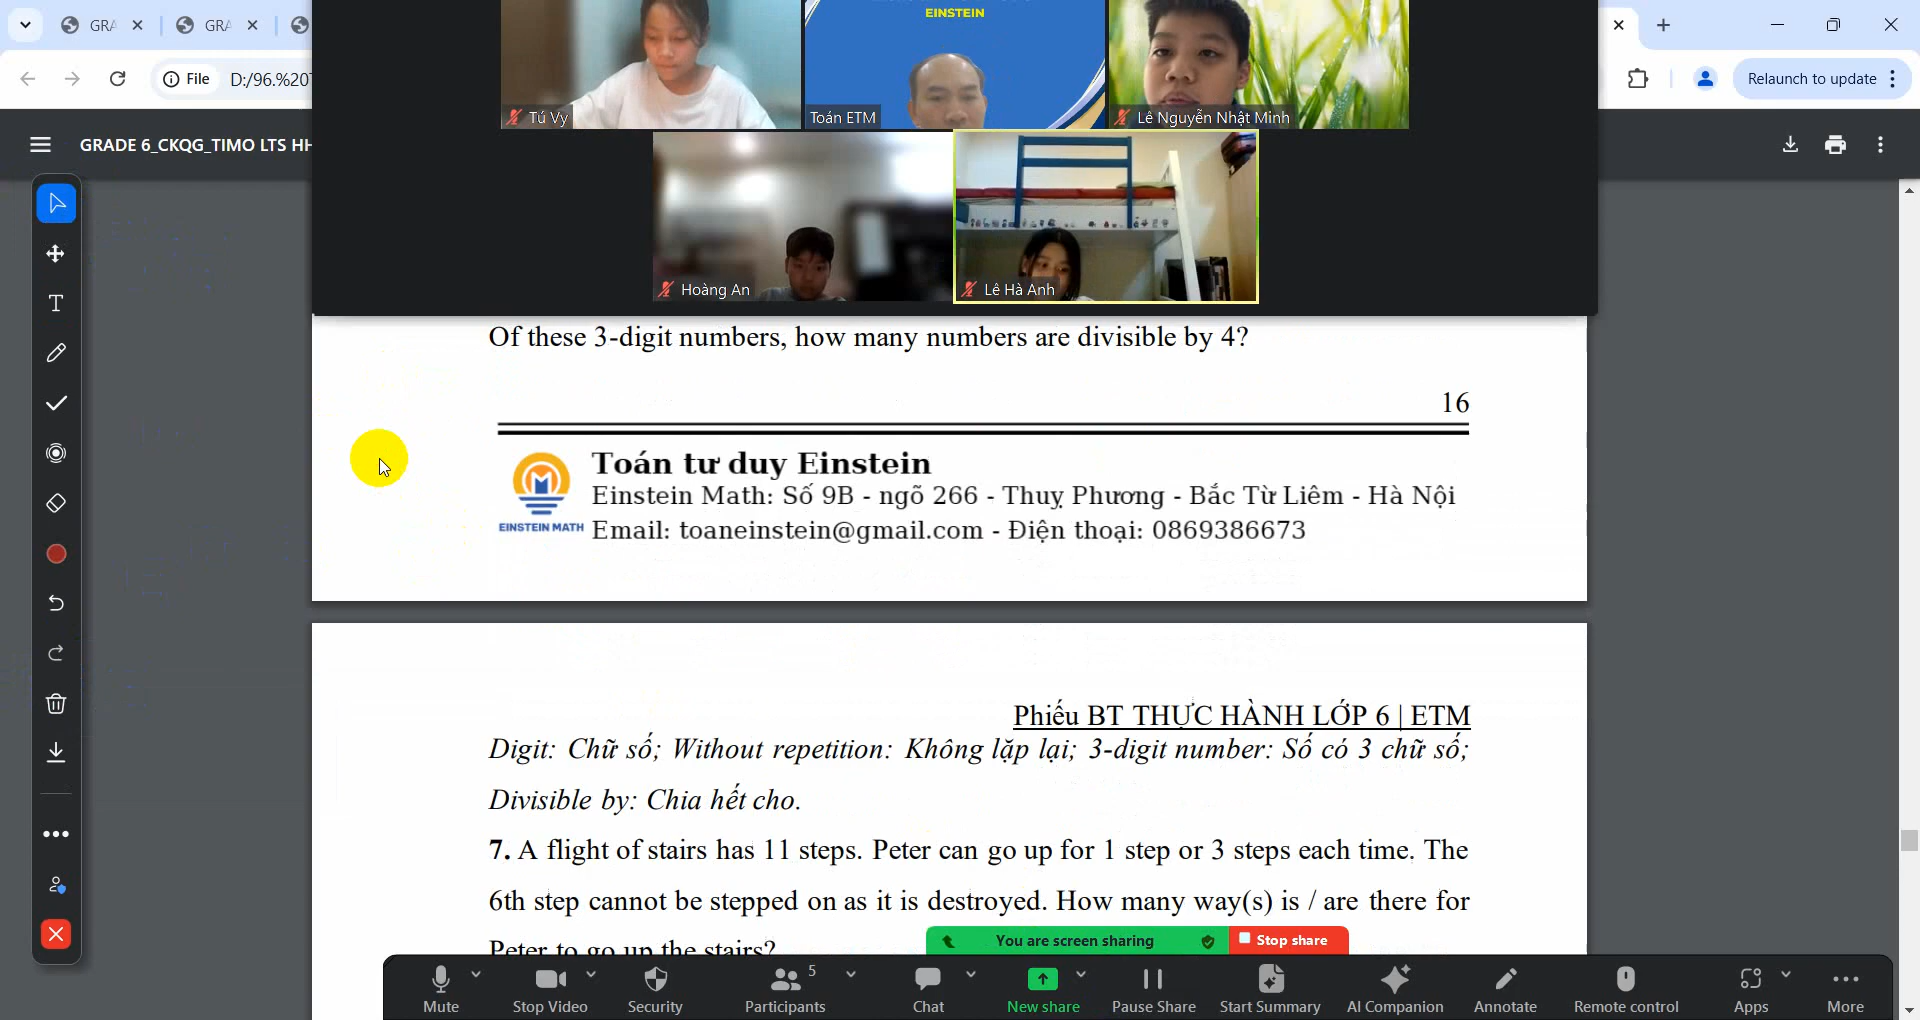 GRA
GRA
EINSTEIN
File
D:/96.%20T
Relaunch to update
Tú Vy
Toán ETM
Lê Nguyễn Nhật Minh
GRADE 6_CKQG_TIMO LTS HH
Hoàng An
Lê Hà Anh
Of these 3-digit numbers, how many numbers are divisible by 4?
16
Toán tư duy Einstein
Einstein Math: Số 9B - ngõ 266 - Thuỵ Phương - Bắc Từ Liêm - Hà Nội
EINSTEIN MATH
Email: toaneinstein@gmail.com - Điện thoại: 0869386673
Phiếu BT THỰC HÀNH LỚP 6 | ETM
Digit: Chữ số; Without repetition: Không lặp lại; 3-digit number: Số có 3 chữ số;
Divisible by: Chia hết cho.
7. A flight of stairs has 11 steps. Peter can go up for 1 step or 3 steps each time. The
6th step cannot be stepped on as it is destroyed. How many way(s) is / are there for
Peter to go up the stairs?
You are screen sharing
Stop share
5
Mute
Stop Video
Security
Participants
Chat
New share
Pause Share
Start Summary
AI Companion
Annotate
Remote control
Apps
More